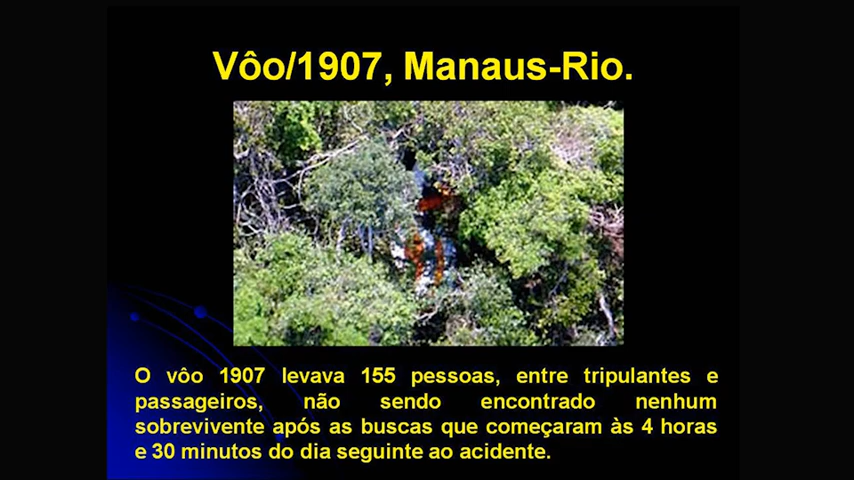 Vôo/1907, Manaus-Rio.
O vôo 1907 levava 155 pessoas, entre tripulantes e
passageiros, não sendo encontrado nenhum
sobrevivente após as buscas que começaram às 4 horas
e 30 minutos do dia seguinte ao acidente.